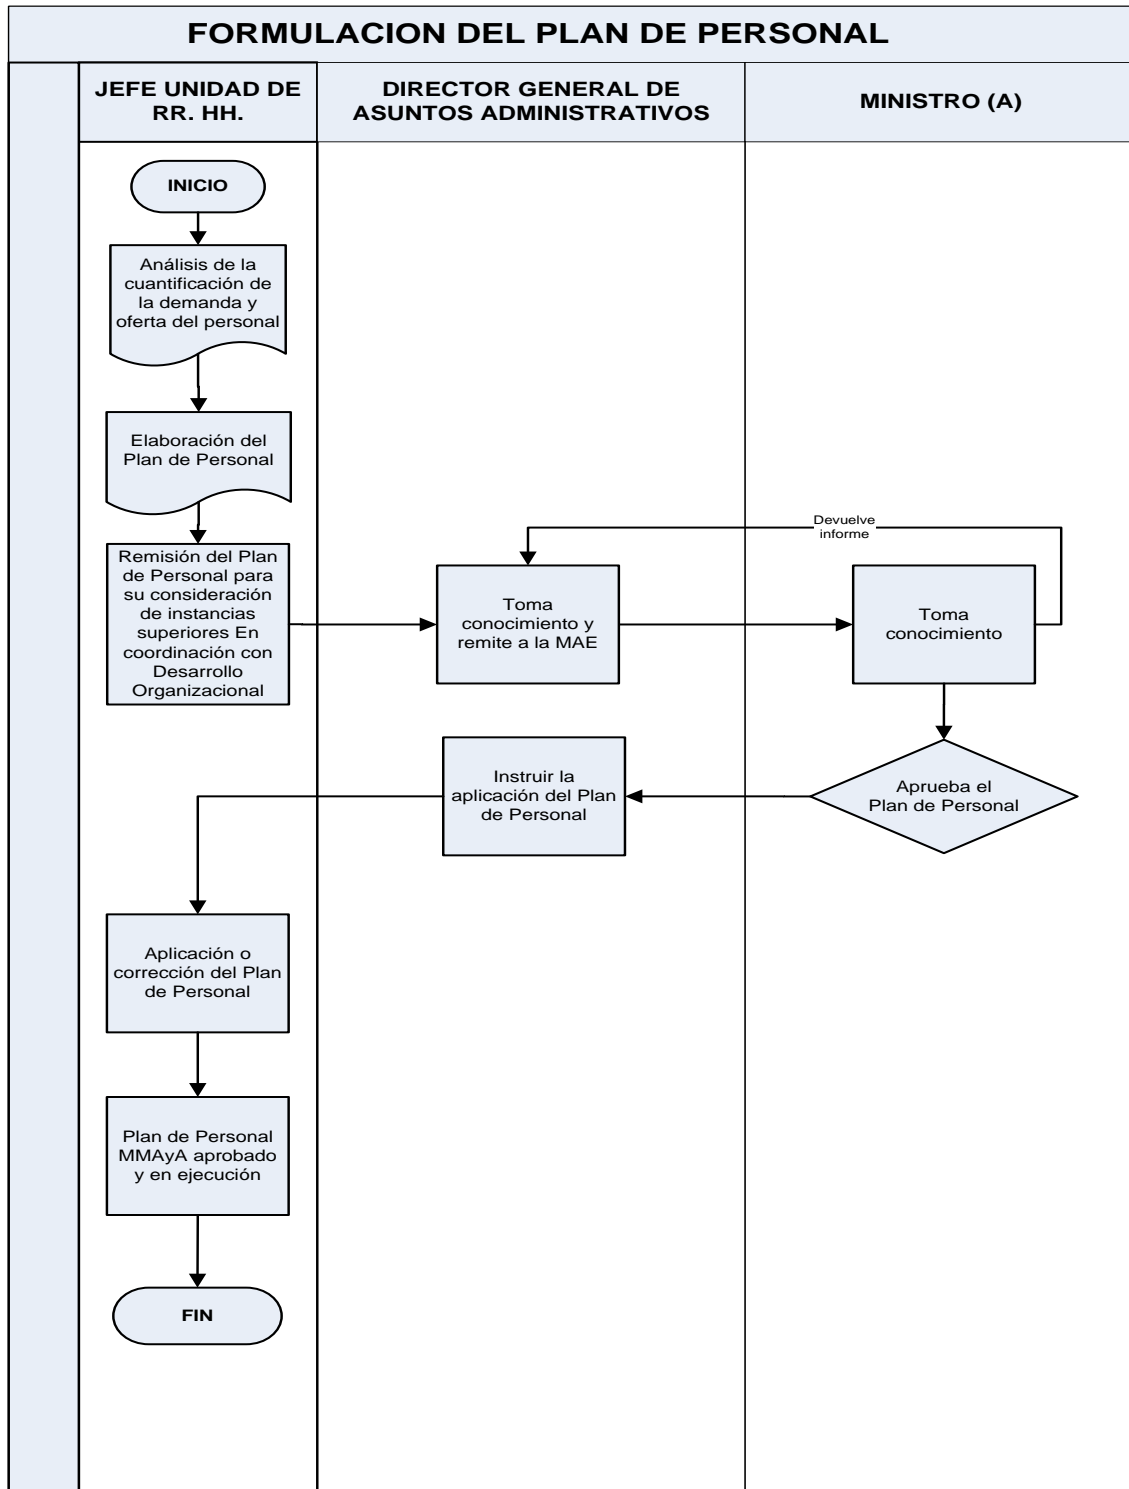 FORMULACION DEL PLAN DE PERSONAL
JEFE UNIDAD DE
RR. HH.
DIRECTOR GENERAL DE
ASUNTOS ADMINISTRATIVOS
MINISTRO (A)
INICIO
Análisis de la
cuantificación de
la demanda y
oferta del personal
Elaboración del
Plan de Personal
Remisión del Plan
de Personal para
su consideración
de instancias
superiores En
coordinación con
Desarrollo
Organizacional
Toma
conocimiento y
remite a la MAE
Devuelve
informe
Toma
conocimiento
Aprueba el
Plan de Personal
Instruir la
aplicación del Plan
de Personal
Aplicación o
corrección del Plan
de Personal
Plan de Personal
MMAyA aprobado
y en ejecución
FIN